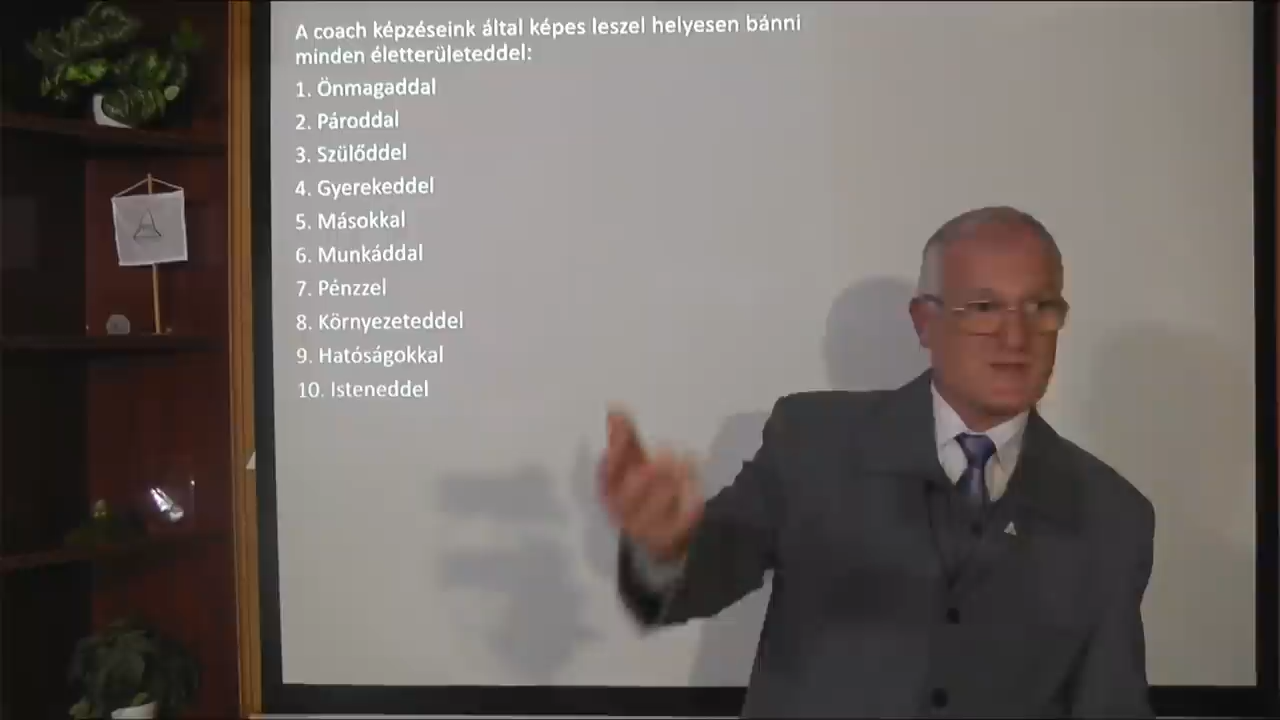 A coach képzéseink által képes leszel helyesen bánni
minden életterületeddel:
1. Önmagaddal
2. Pároddal
3. Szülőddel
4. Gyerekeddel
5. Másokkal
6. Munkáddal
7. Pénzzel
8. Környezeteddel
9. Hatóságokkal
10. Isteneddel